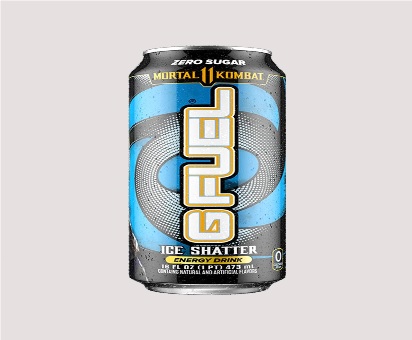 ZERO SUGAR
MORTAL 11 KOMBAT
G FUEL
ICE SHATTER
ENERGY DRINK
16 FL OZ (1 PT) 473 mL
CONTAINS NATURAL AND ARTIFICIAL FLAVORS
0